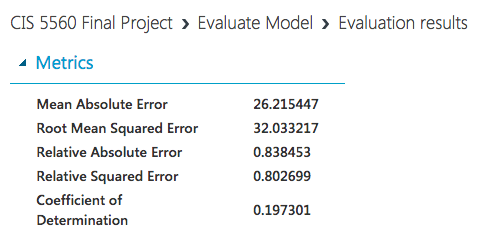 CIS 5560 Final Project › Evaluate Model › Evaluation results
Metrics
Mean Absolute Error 26.215447
Root Mean Squared Error 32.033217
Relative Absolute Error 0.838453
Relative Squared Error 0.802699
Coefficient of
Determination 0.197301